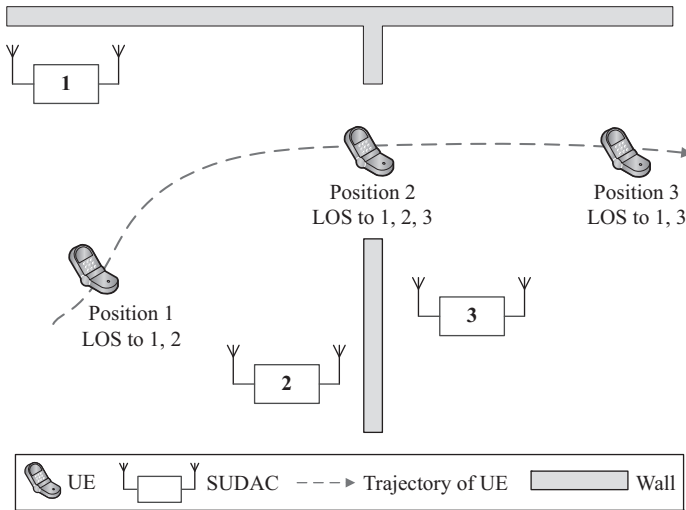 1
Position 2
LOS to 1, 2, 3
Position 3
LOS to 1, 3
Position 1
LOS to 1, 2
3
2
UE
SUDAC
Trajectory of UE
Wall